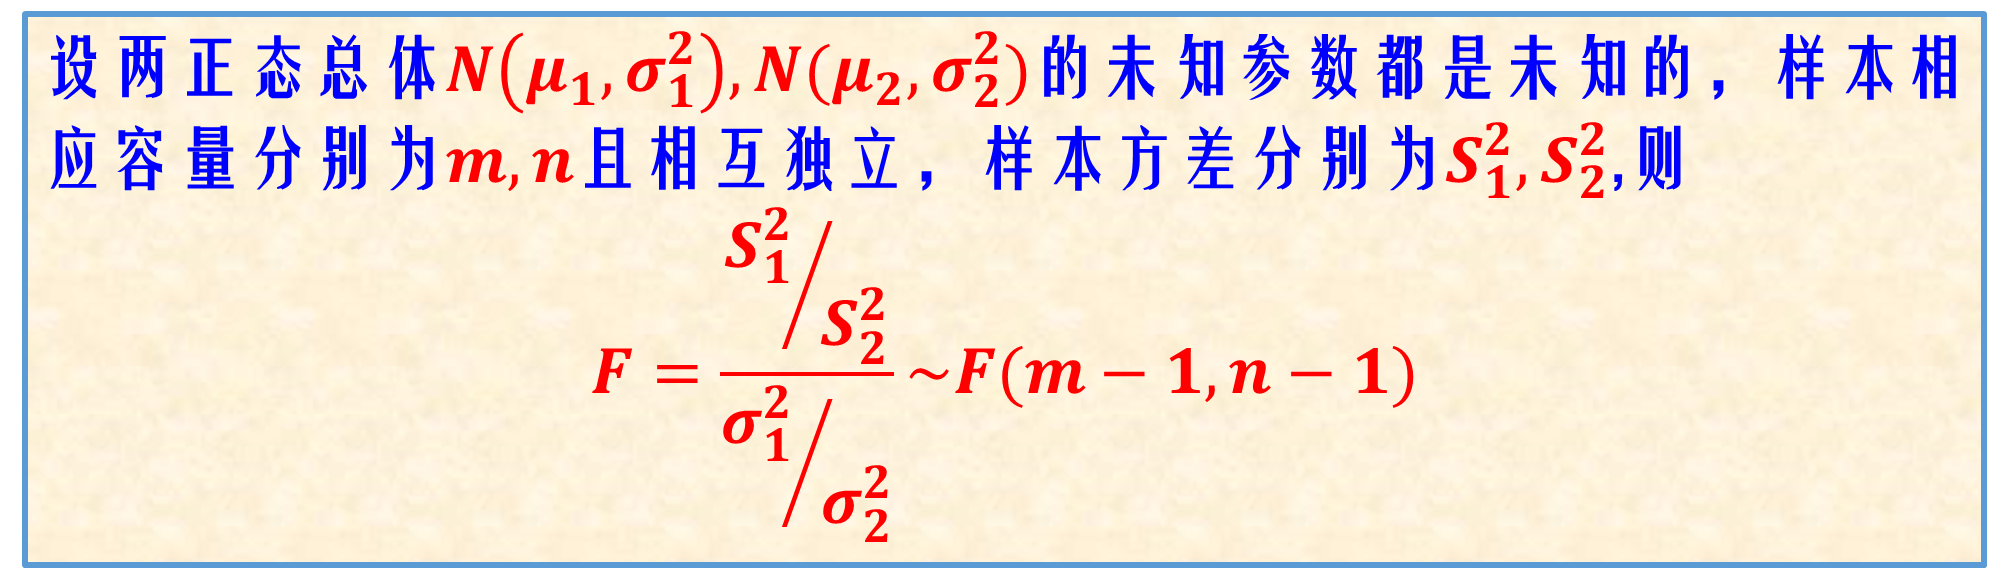 设两正态总体N(μ₁,σ₁²),N(μ₂,σ₂²)的未知参数都是未知的，样本相
应容量分别为m,n且相互独立，样本方差分别为S₁²,S₂²,则
F = (S₁²/S₂²)/(σ₁²/σ₂²) ~F(m − 1,n − 1)